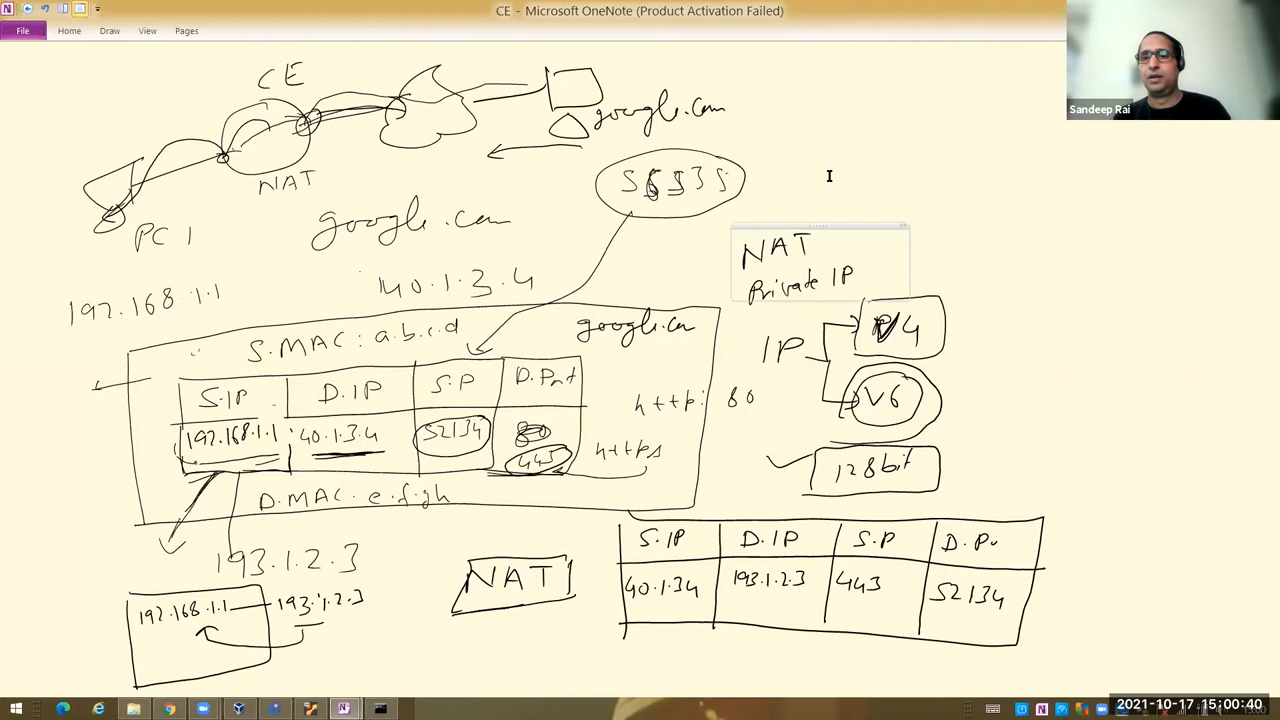 CE - Microsoft OneNote (Product Activation Failed)
File Home Draw View Pages
Sandeep Rai
CE
google.com
NAT
PC 1
google.com
192.168.1.1
40.1.3.4
NAT
Private IP
S.MAC: a.b.c.d
google.com
IP
V4
V6
128 bit
S.IP D.IP S.P D.Port
192.168.1.1 40.1.3.4 52134 80
443
http: 80
https
D.MAC: e.f.g.h
193.1.2.3
192.168.1.1 193.1.2.3
NAT
S.IP D.IP S.P D.Po
40.1.34 193.1.2.3 443 52134
2021-10-17 15:00:40